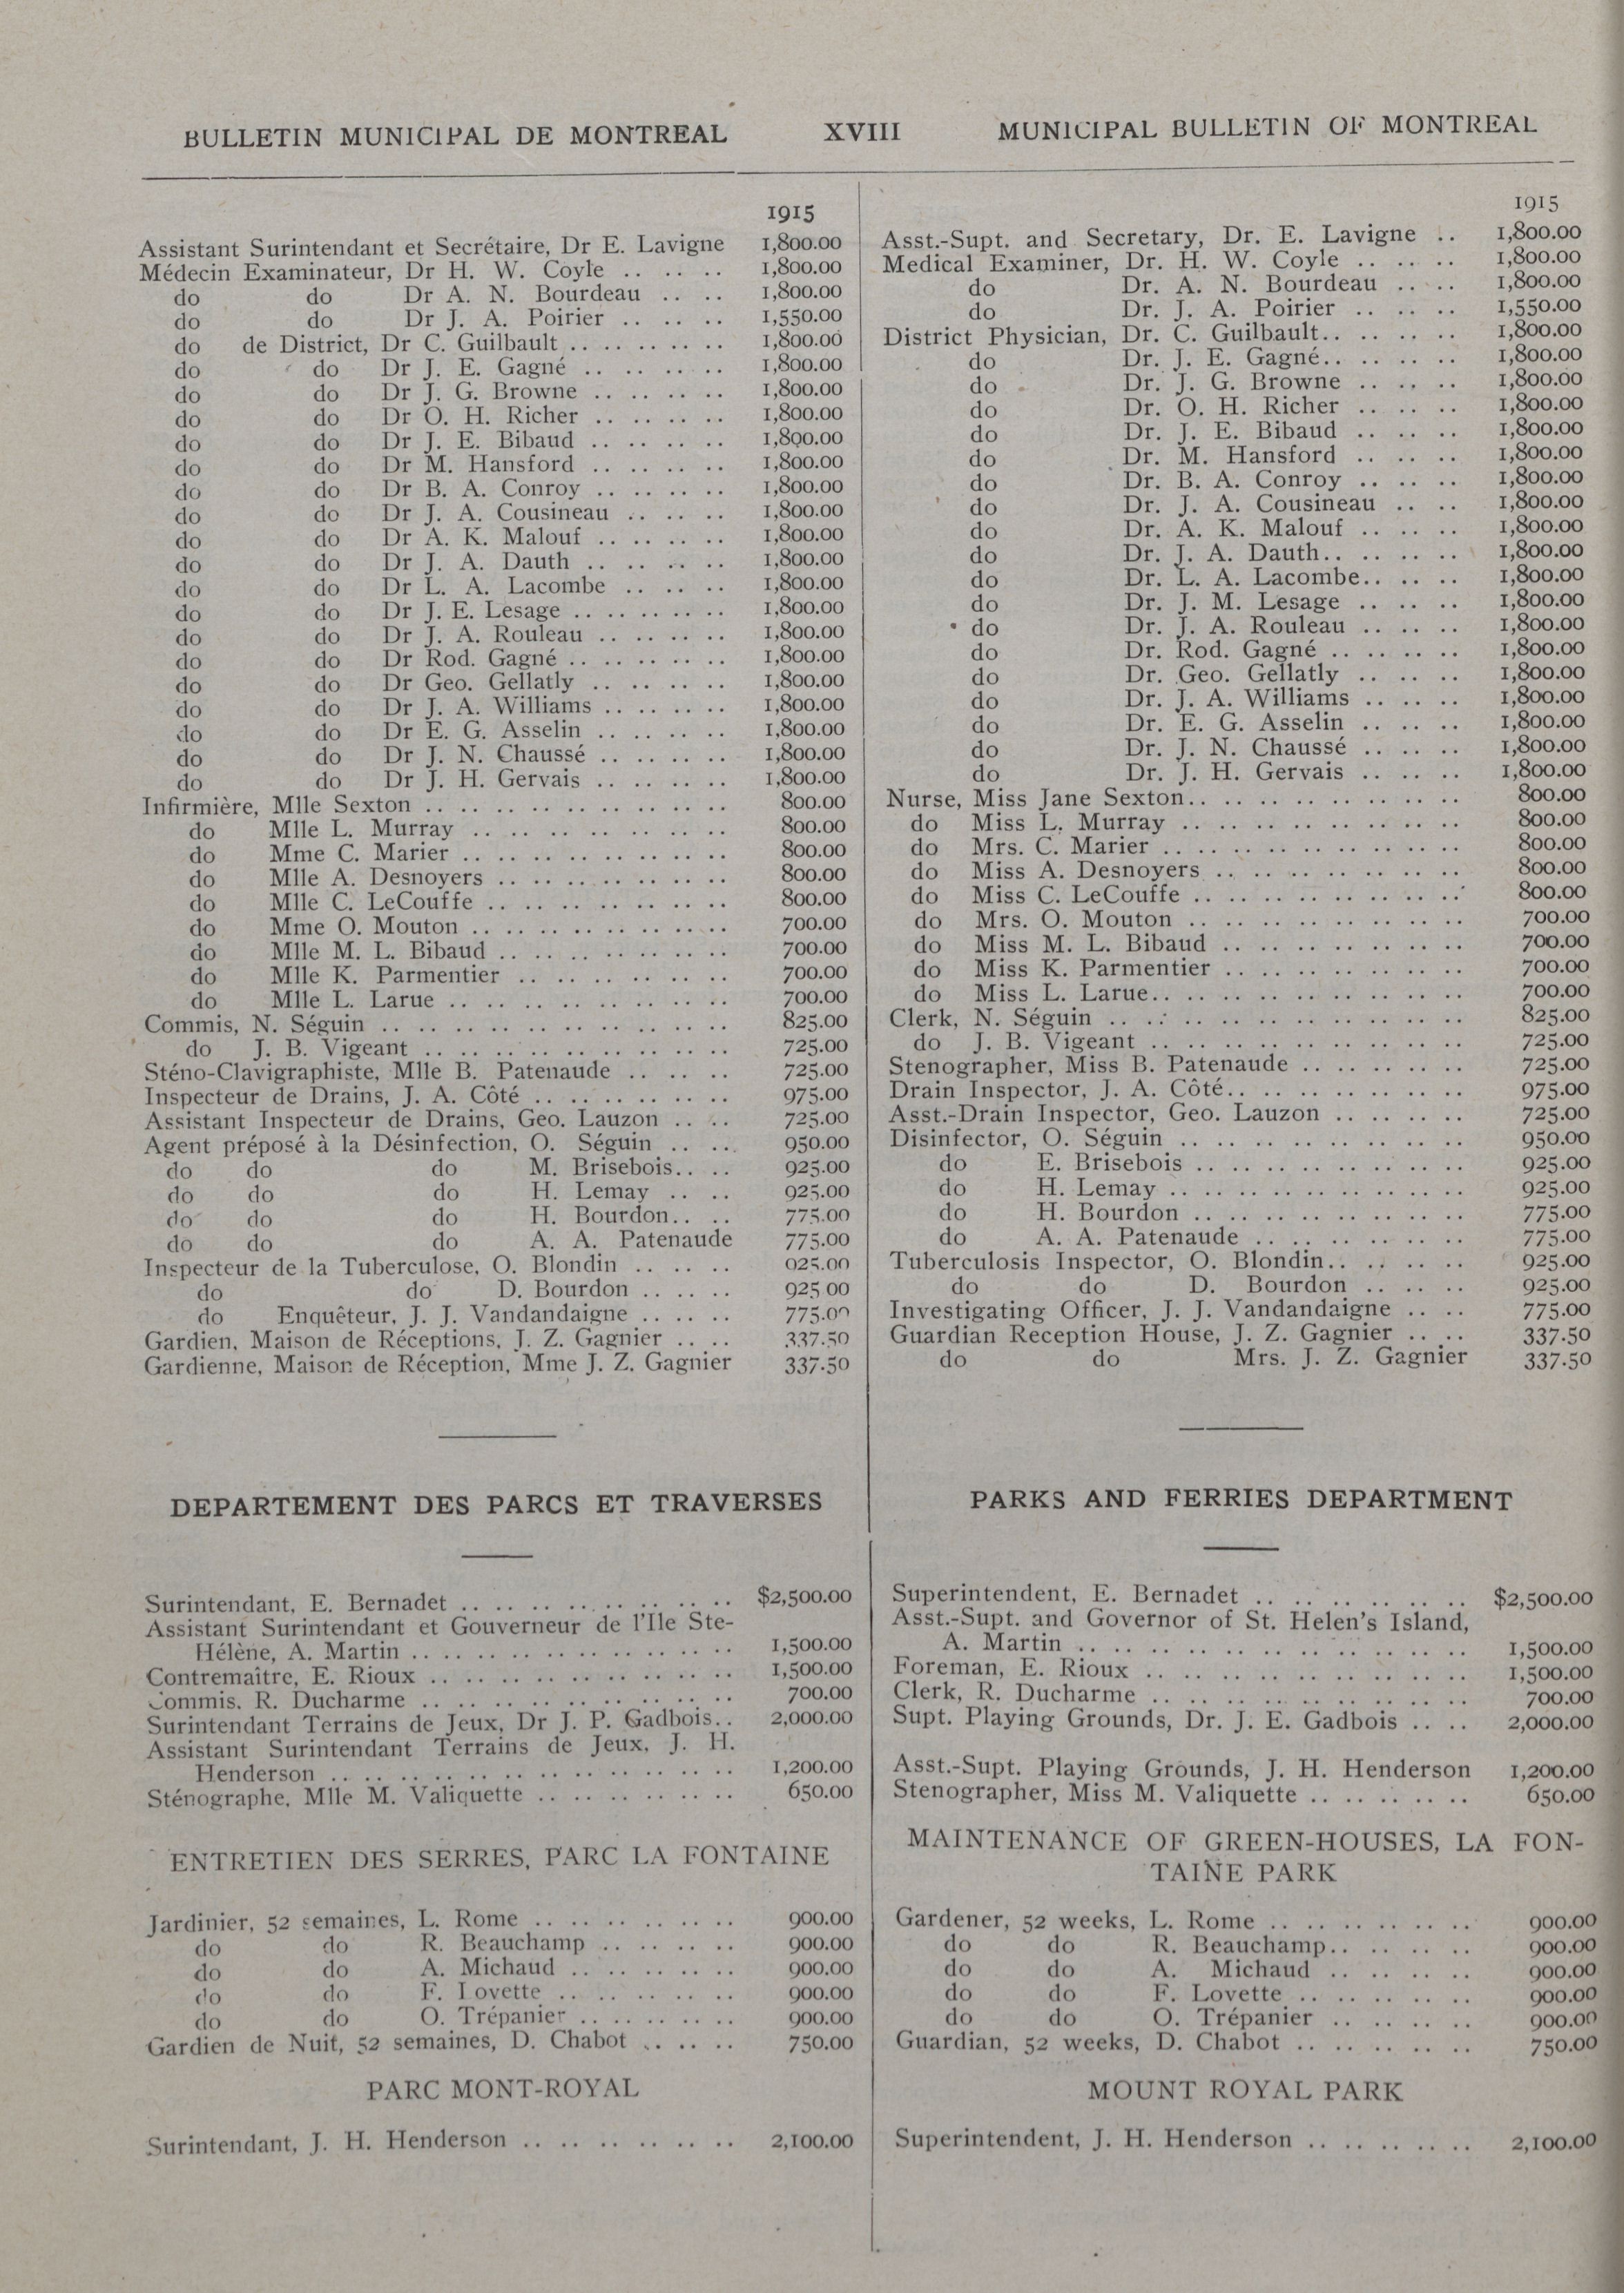 BULLETIN MUNICIPAL DE MONTREAL XVIII MUNICIPAL BULLETIN OF MONTREAL
1915
Assistant Surintendant et Secrétaire, Dr E. Lavigne 1,800.00
Médecin Examinateur, Dr H. W. Coyle .. .. .. 1,800.00
do do Dr A. N. Bourdeau .. .. 1,800.00
do do Dr J. A. Poirier .. .. .. 1,550.00
do de District, Dr C. Guilbault .. .. .. .. .. 1,800.00
do do Dr J. E. Gagné .. .. .. .. 1,800.00
do do Dr J. G. Browne .. .. .. .. 1,800.00
do do Dr O. H. Richer .. .. .. .. 1,800.00
do do Dr J. E. Bibaud .. .. .. .. 1,800.00
do do Dr M. Hansford .. .. .. .. 1,800.00
do do Dr B. A. Conroy .. .. .. .. 1,800.00
do do Dr J. A. Cousineau .. .. .. 1,800.00
do do Dr A. K. Malouf .. .. .. .. 1,800.00
do do Dr J. A. Dauth .. .. .. .. 1,800.00
do do Dr L. A. Lacombe .. .. .. 1,800.00
do do Dr J. E. Lesage .. .. .. .. .. 1,800.00
do do Dr J. A. Rouleau .. .. .. .. 1,800.00
do do Dr Rod. Gagné .. .. .. .. .. 1,800.00
do do Dr Geo. Gellatly .. .. .. .. 1,800.00
do do Dr J. A. Williams .. .. .. .. 1,800.00
do do Dr E. G. Asselin .. .. .. .. 1,800.00
do do Dr J. N. Chaussé .. .. .. .. 1,800.00
do do Dr J. H. Gervais .. .. .. .. 1,800.00
Infirmière, Mlle Sexton .. .. .. .. .. .. .. .. .. 800.00
do Mlle L. Murray .. .. .. .. .. .. .. .. 800.00
do Mme C. Marier .. .. .. .. .. .. .. .. 800.00
do Mlle A. Desnoyers .. .. .. .. .. .. .. 800.00
do Mlle C. LeCouffe .. .. .. .. .. .. .. 800.00
do Mme O. Mouton .. .. .. .. .. .. .. .. 700.00
do Mlle M. L. Bibaud .. .. .. .. .. .. .. 700.00
do Mlle K. Parmentier .. .. .. .. .. .. 700.00
do Mlle L. Larue .. .. .. .. .. .. .. .. 700.00
Commis, N. Séguin .. .. .. .. .. .. .. .. .. .. 825.00
do J. B. Vigeant .. .. .. .. .. .. .. .. .. 725.00
Sténo-Clavigraphiste, Mlle B. Patenaude .. .. .. 725.00
Inspecteur de Drains, J. A. Côté .. .. .. .. .. .. 975.00
Assistant Inspecteur de Drains, Geo. Lauzon .. .. 725.00
Agent préposé à la Désinfection, O. Séguin .. .. 950.00
do do do M. Brisebois.. .. 925.00
do do do H. Lemay .. .. 925.00
do do do H. Bourdon.. .. 775.00
do do do A. A. Patenaude 775.00
Inspecteur de la Tuberculose, O. Blondin .. .. .. 925.00
do do D. Bourdon .. .. .. 925 00
do Enquêteur, J. J. Vandandaigne .. .. .. 775.00
Gardien, Maison de Réceptions, J. Z. Gagnier .. .. 337.50
Gardienne, Maison de Réception, Mme J. Z. Gagnier 337.50
DEPARTEMENT DES PARCS ET TRAVERSES
Surintendant, E. Bernadet .. .. .. .. .. .. .. .. $2,500.00
Assistant Surintendant et Gouverneur de l'Ile Ste-
Hélène, A. Martin .. .. .. .. .. .. .. .. .. 1,500.00
Contremaître, E. Rioux .. .. .. .. .. .. .. .. .. 1,500.00
Commis. R. Ducharme .. .. .. .. .. .. .. .. .. 700.00
Surintendant Terrains de Jeux, Dr J. P. Gadbois.. 2,000.00
Assistant Surintendant Terrains de Jeux, J. H.
Henderson .. .. .. .. .. .. .. .. .. .. .. .. 1,200.00
Sténographe, Mlle M. Valiquette .. .. .. .. .. .. 650.00
ENTRETIEN DES SERRES, PARC LA FONTAINE
Jardinier, 52 semaines, L. Rome .. .. .. .. .. .. 900.00
do do R. Beauchamp .. .. .. .. 900.00
do do A. Michaud .. .. .. .. .. 900.00
do do F. Lovette .. .. .. .. .. 900.00
do do O. Trépanier .. .. .. .. .. 900.00
Gardien de Nuit, 52 semaines, D. Chabot .. .. .. 750.00
PARC MONT-ROYAL
Surintendant, J. H. Henderson .. .. .. .. .. .. 2,100.00
1915
Asst.-Supt. and Secretary, Dr. E. Lavigne .. 1,800.00
Medical Examiner, Dr. H. W. Coyle .. .. .. 1,800.00
do Dr. A. N. Bourdeau .. .. 1,800.00
do Dr. J. A. Poirier .. .. .. 1,550.00
District Physician, Dr. C. Guilbault.. .. .. .. 1,800.00
do Dr. J. E. Gagné.. .. .. .. 1,800.00
do Dr. J. G. Browne .. .. .. 1,800.00
do Dr. O. H. Richer .. .. .. 1,800.00
do Dr. J. E. Bibaud .. .. .. 1,800.00
do Dr. M. Hansford .. .. .. 1,800.00
do Dr. B. A. Conroy .. .. .. 1,800.00
do Dr. J. A. Cousineau .. .. 1,800.00
do Dr. A. K. Malouf .. .. .. 1,800.00
do Dr. J. A. Dauth.. .. .. .. 1,800.00
do Dr. L. A. Lacombe.. .. .. 1,800.00
do Dr. J. M. Lesage .. .. .. 1,800.00
do Dr. J. A. Rouleau .. .. .. 1,800.00
do Dr. Rod. Gagné .. .. .. .. 1,800.00
do Dr. Geo. Gellatly .. .. .. 1,800.00
do Dr. J. A. Williams .. .. .. 1,800.00
do Dr. E. G. Asselin .. .. .. 1,800.00
do Dr. J. N. Chaussé .. .. .. 1,800.00
do Dr. J. H. Gervais .. .. .. 1,800.00
Nurse, Miss Jane Sexton.. .. .. .. .. .. .. .. 800.00
do Miss L. Murray .. .. .. .. .. .. .. .. 800.00
do Mrs. C. Marier .. .. .. .. .. .. .. .. .. 800.00
do Miss A. Desnoyers .. .. .. .. .. .. .. 800.00
do Miss C. LeCouffe .. .. .. .. .. .. .. .. 800.00
do Mrs. O. Mouton .. .. .. .. .. .. .. .. 700.00
do Miss M. L. Bibaud .. .. .. .. .. .. .. 700.00
do Miss K. Parmentier .. .. .. .. .. .. .. 700.00
do Miss L. Larue.. .. .. .. .. .. .. .. .. 700.00
Clerk, N. Séguin .. .. .. .. .. .. .. .. .. .. 825.00
do J. B. Vigeant .. .. .. .. .. .. .. .. .. 725.00
Stenographer, Miss B. Patenaude .. .. .. .. .. 725.00
Drain Inspector, J. A. Côté.. .. .. .. .. .. .. 975.00
Asst.-Drain Inspector, Geo. Lauzon .. .. .. .. 725.00
Disinfector, O. Séguin .. .. .. .. .. .. .. .. 950.00
do E. Brisebois .. .. .. .. .. .. .. .. 925.00
do H. Lemay .. .. .. .. .. .. .. .. .. 925.00
do H. Bourdon .. .. .. .. .. .. .. .. 775.00
do A. A. Patenaude .. .. .. .. .. .. 775.00
Tuberculosis Inspector, O. Blondin.. .. .. .. 925.00
do do D. Bourdon .. .. .. 925.00
Investigating Officer, J. J. Vandandaigne .. .. 775.00
Guardian Reception House, J. Z. Gagnier .. .. 337.50
do do Mrs. J. Z. Gagnier 337.50
PARKS AND FERRIES DEPARTMENT
Superintendent, E. Bernadet .. .. .. .. .. .. $2,500.00
Asst.-Supt. and Governor of St. Helen's Island,
A. Martin .. .. .. .. .. .. .. .. .. .. .. 1,500.00
Foreman, E. Rioux .. .. .. .. .. .. .. .. .. 1,500.00
Clerk, R. Ducharme .. .. .. .. .. .. .. .. .. 700.00
Supt. Playing Grounds, Dr. J. E. Gadbois .. .. 2,000.00
Asst.-Supt. Playing Grounds, J. H. Henderson 1,200.00
Stenographer, Miss M. Valiquette .. .. .. .. .. 650.00
MAINTENANCE OF GREEN-HOUSES, LA FON-
TAINE PARK
Gardener, 52 weeks, L. Rome .. .. .. .. .. .. 900.00
do do R. Beauchamp.. .. .. .. 900.00
do do A. Michaud .. .. .. .. 900.00
do do F. Lovette .. .. .. .. .. 900.00
do do O. Trépanier .. .. .. .. 900.00
Guardian, 52 weeks, D. Chabot .. .. .. .. .. 750.00
MOUNT ROYAL PARK
Superintendent, J. H. Henderson .. .. .. .. .. 2,100.00